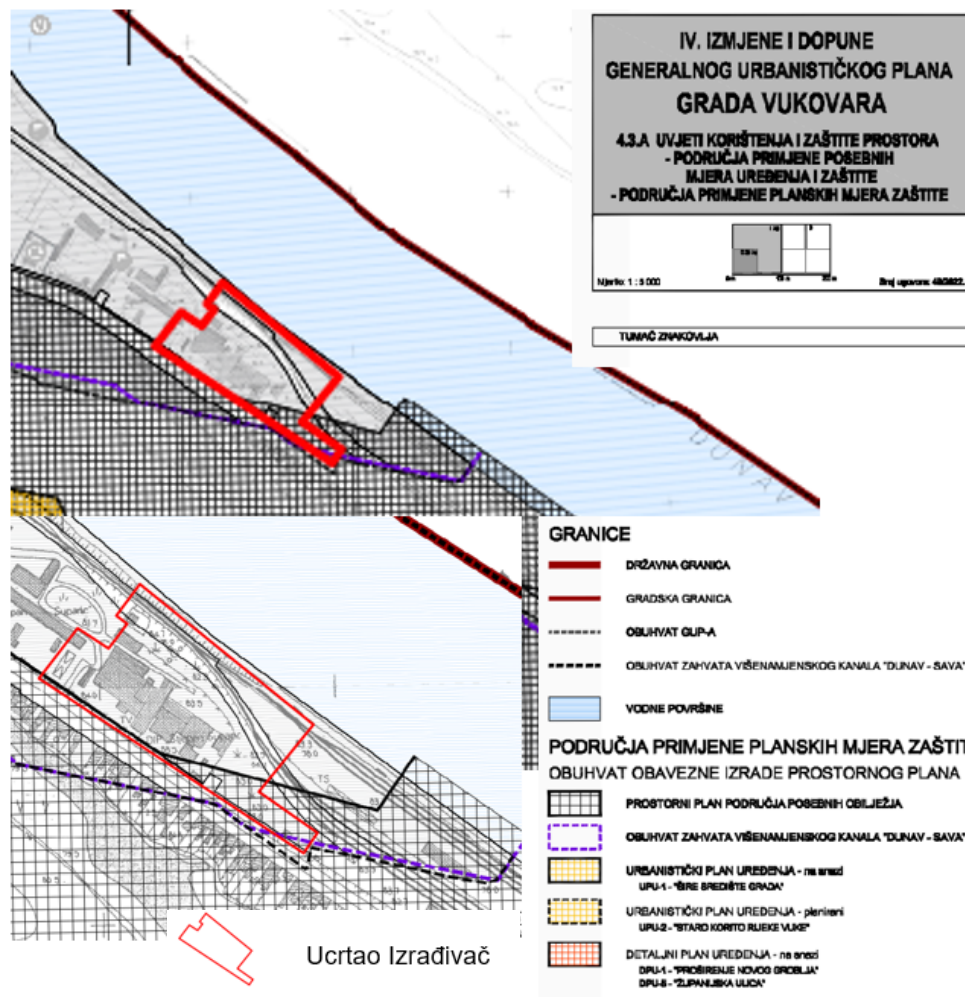 IV. IZMJENE I DOPUNE
GENERALNOG URBANISTIČKOG PLANA
GRADA VUKOVARA
4.3.A UVJETI KORIŠTENJA I ZAŠTITE PROSTORA
- PODRUČJA PRIMJENE POSEBNIH
MJERA UREĐENJA I ZAŠTITE
- PODRUČJA PRIMJENE PLANSKIH MJERA ZAŠTITE
Mjerilo: 1 : 5 000
Broj ugovora:
TUMAČ ZNAKOVLJA
DUNAV
GRANICE
DRŽAVNA GRANICA
GRADSKA GRANICA
OBUHVAT GUP-A
OBUHVAT ZAHVATA VIŠENAMJENSKOG KANALA "DUNAV - SAVA"
VODNE POVRŠINE
PODRUČJA PRIMJENE PLANSKIH MJERA ZAŠTIT
OBUHVAT OBAVEZNE IZRADE PROSTORNOG PLANA
PROSTORNI PLAN PODRUČJA POSEBNIH OBILJEŽJA
OBUHVAT ZAHVATA VIŠENAMJENSKOG KANALA "DUNAV - SAVA"
URBANISTIČKI PLAN UREĐENJA - na snazi
UPU-1 - "ŠIRE SREDIŠTE GRADA"
URBANISTIČKI PLAN UREĐENJA - planirani
UPU-2 - "STARO KORITO RIJEKE VUKE"
DETALJNI PLAN UREĐENJA - na snazi
DPU-1 - "PROŠIRENJE NOVOG GROBLJA"
"ŽUPANIJSKA ULICA"
Šuparić
TS
Ucrtao Izrađivač